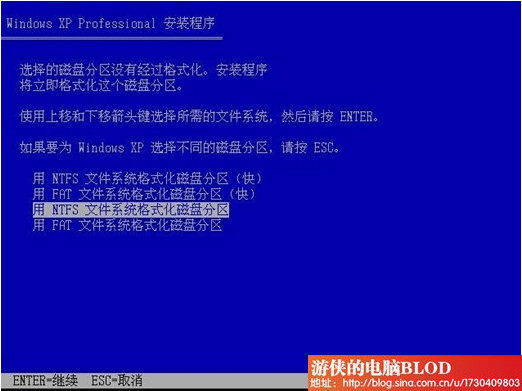 Windows XP Professional 安装程序
选择的磁盘分区没有经过格式化。安装程序
将立即格式化这个磁盘分区。
使用上移和下移箭头键选择所需的文件系统，然后请按 ENTER。
如果要为 Windows XP 选择不同的磁盘分区，请按 ESC。
用 NTFS 文件系统格式化磁盘分区（快）
用 FAT 文件系统格式化磁盘分区（快）
用 NTFS 文件系统格式化磁盘分区
用 FAT 文件系统格式化磁盘分区
ENTER=继续 ESC=取消
游侠的电脑BLOD
地址：http://blog.sina.com.cn/u/1730409803